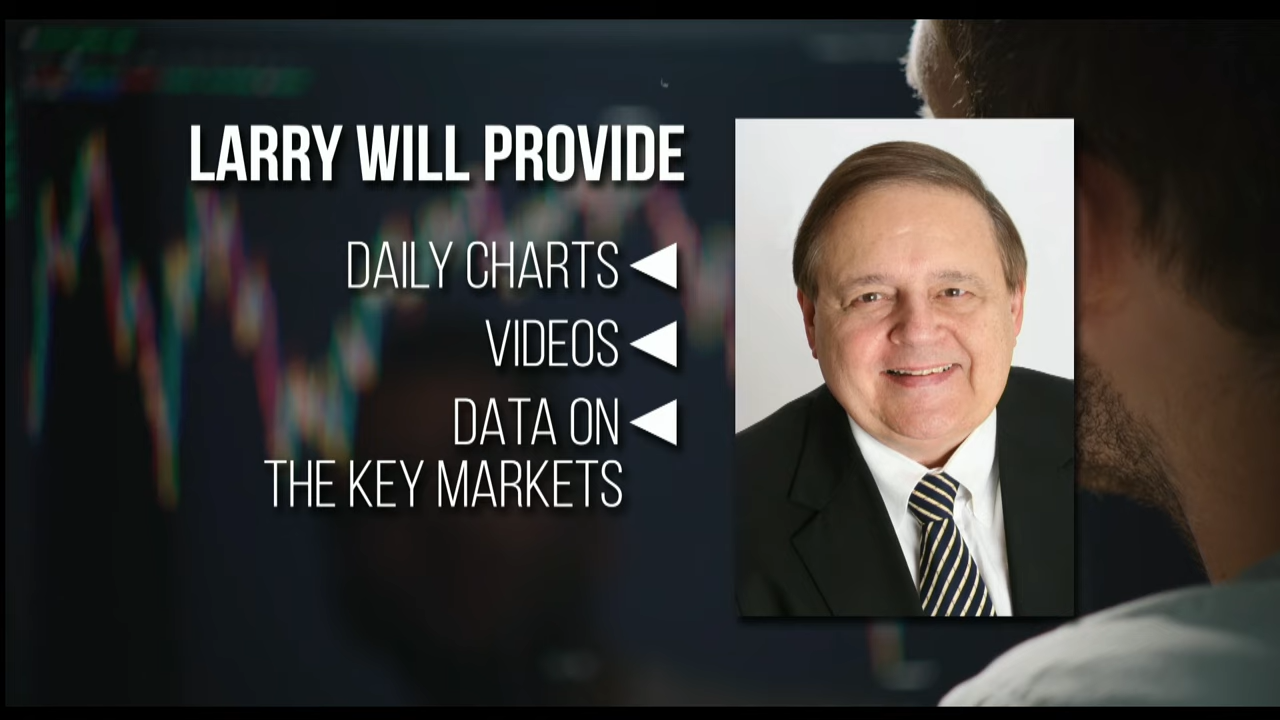 LARRY WILL PROVIDE
DAILY CHARTS
VIDEOS
DATA ON
THE KEY MARKETS